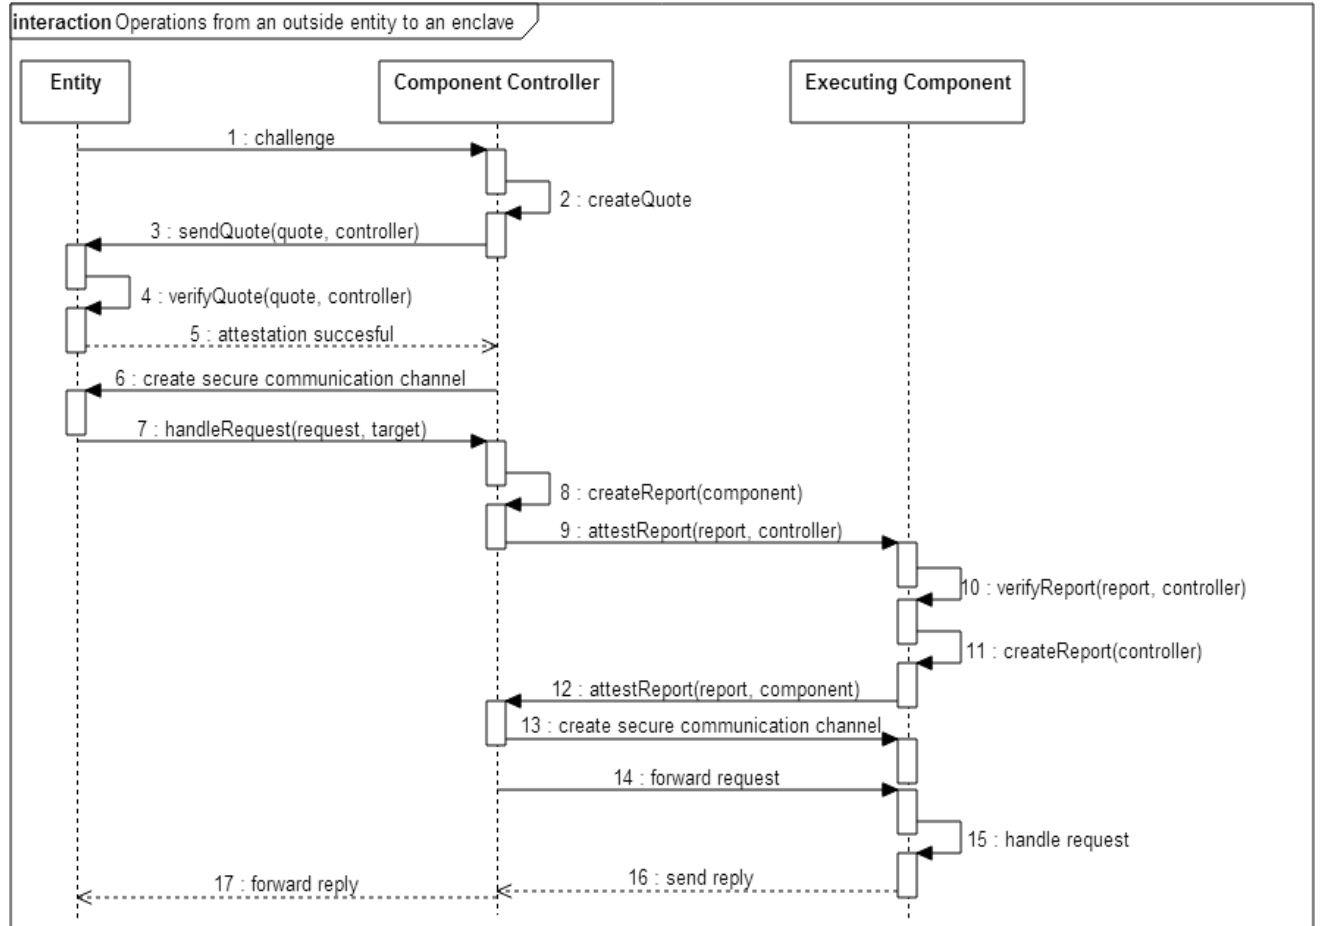 interaction Operations from an outside entity to an enclave
Entity
Component Controller
Executing Component
1 : challenge
2 : createQuote
3 : sendQuote(quote, controller)
4 : verifyQuote(quote, controller)
5 : attestation succesful
6 : create secure communication channel
7 : handleRequest(request, target)
8 : createReport(component)
9 : attestReport(report, controller)
10 : verifyReport(report, controller)
11 : createReport(controller)
12 : attestReport(report, component)
13 : create secure communication channel
14 : forward request
15 : handle request
16 : send reply
17 : forward reply